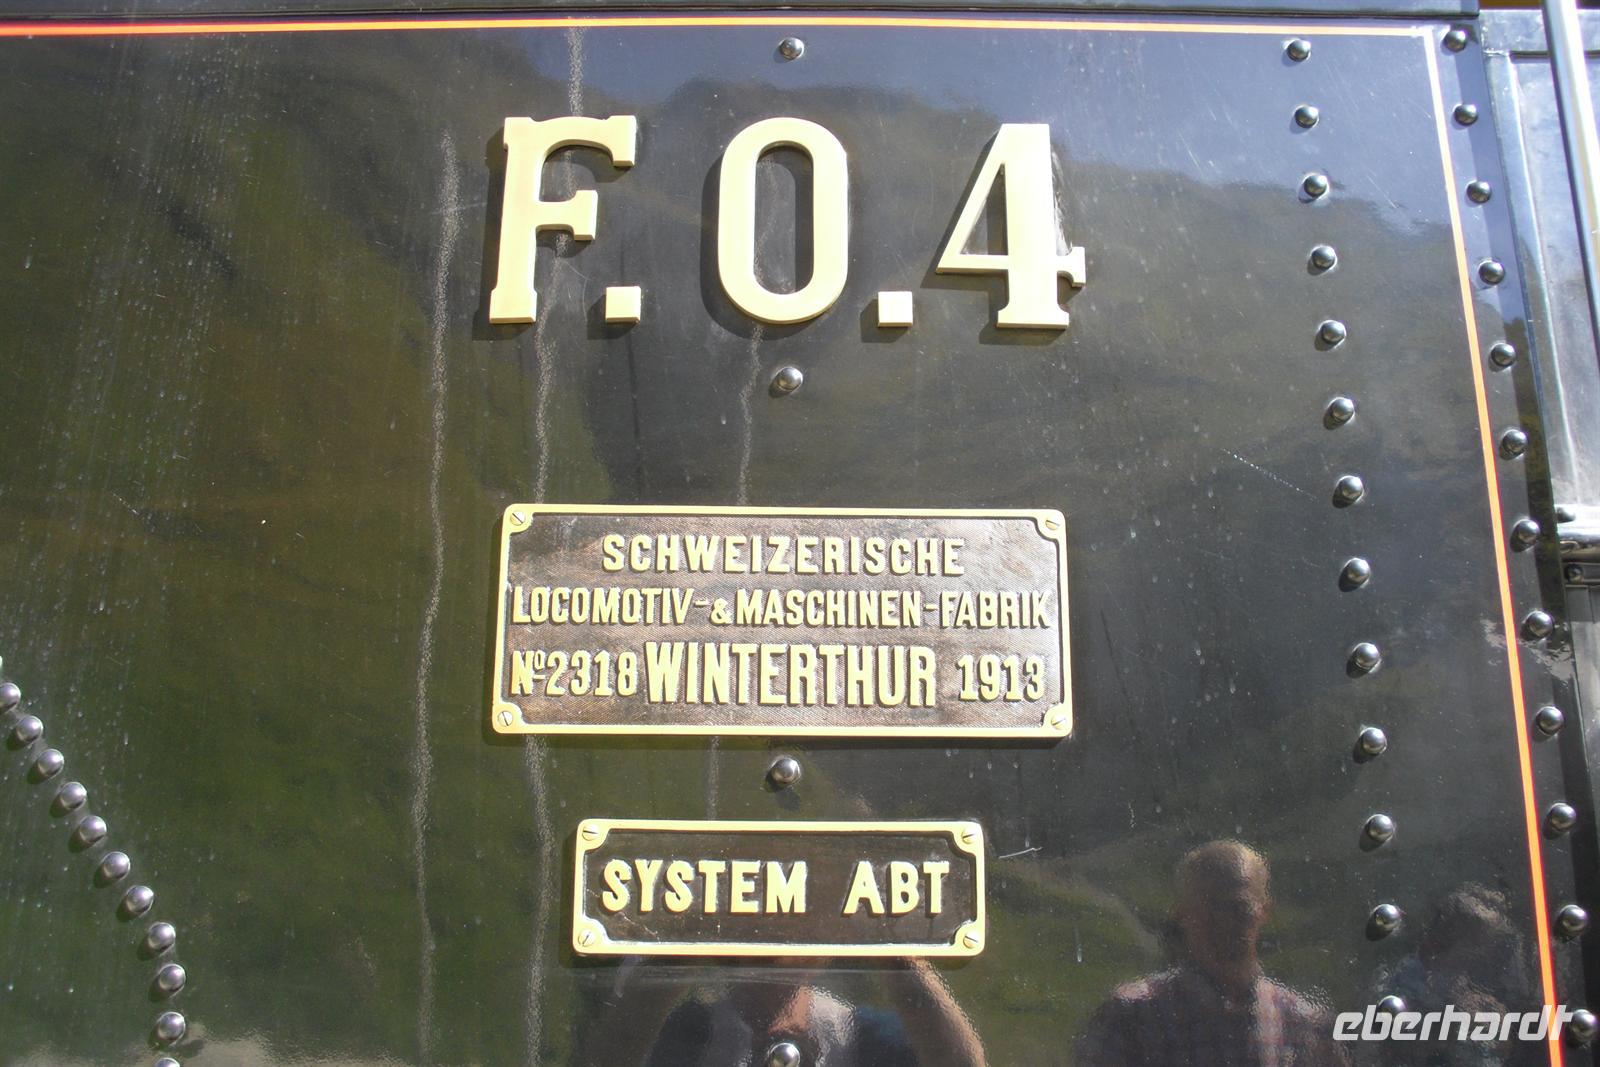 F.O.4
SCHWEIZERISCHE
LOCOMOTIV-&MASCHINEN-FABRIK
Nº2318 WINTERTHUR 1913
SYSTEM ABT
eberhardt